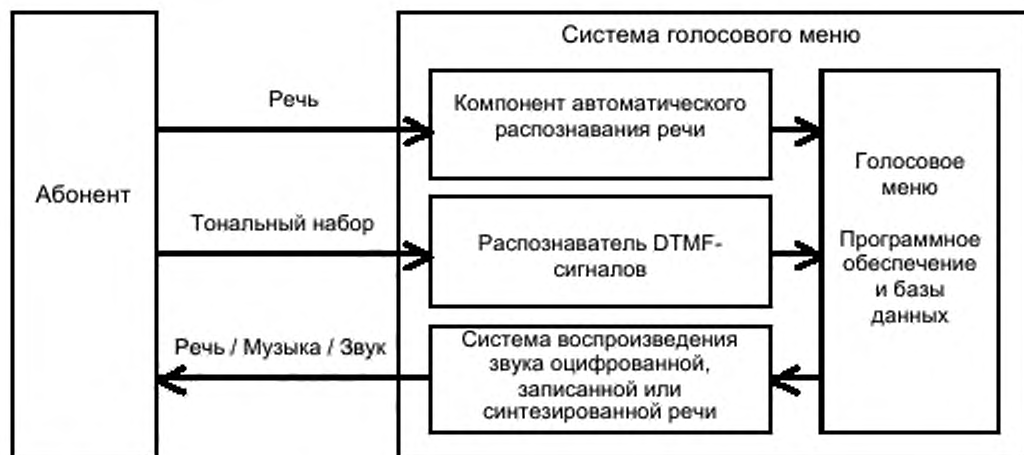 Система голосового меню
Абонент
Речь
Компонент автоматического
распознавания речи
Тональный набор
Распознаватель DTMF-
сигналов
Речь / Музыка / Звук
Система воспроизведения
звука оцифрованной,
записанной или
синтезированной речи
Голосовое
меню
Программное
обеспечение
и базы
данных